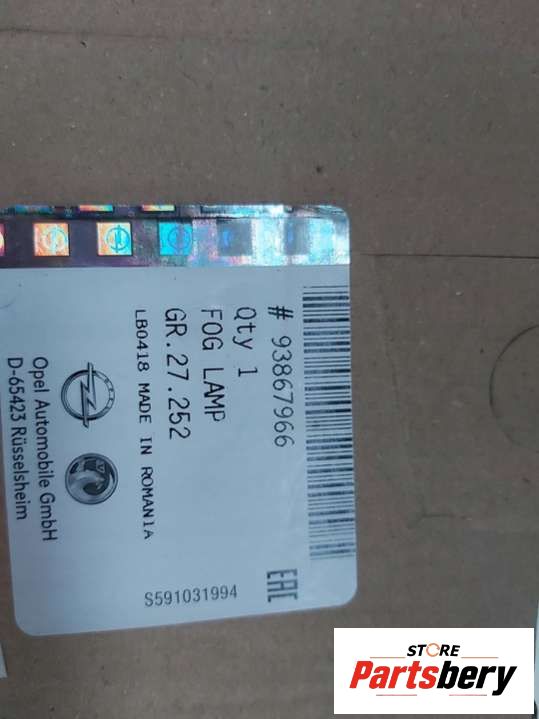 # 93867966
Qty 1
FOG LAMP
GR.27.252
LB0418 MADE IN ROMANIA
Opel Automobile GmbH
D-65423 Rüsselsheim
S591031994
EAC
STORE
Partsbery